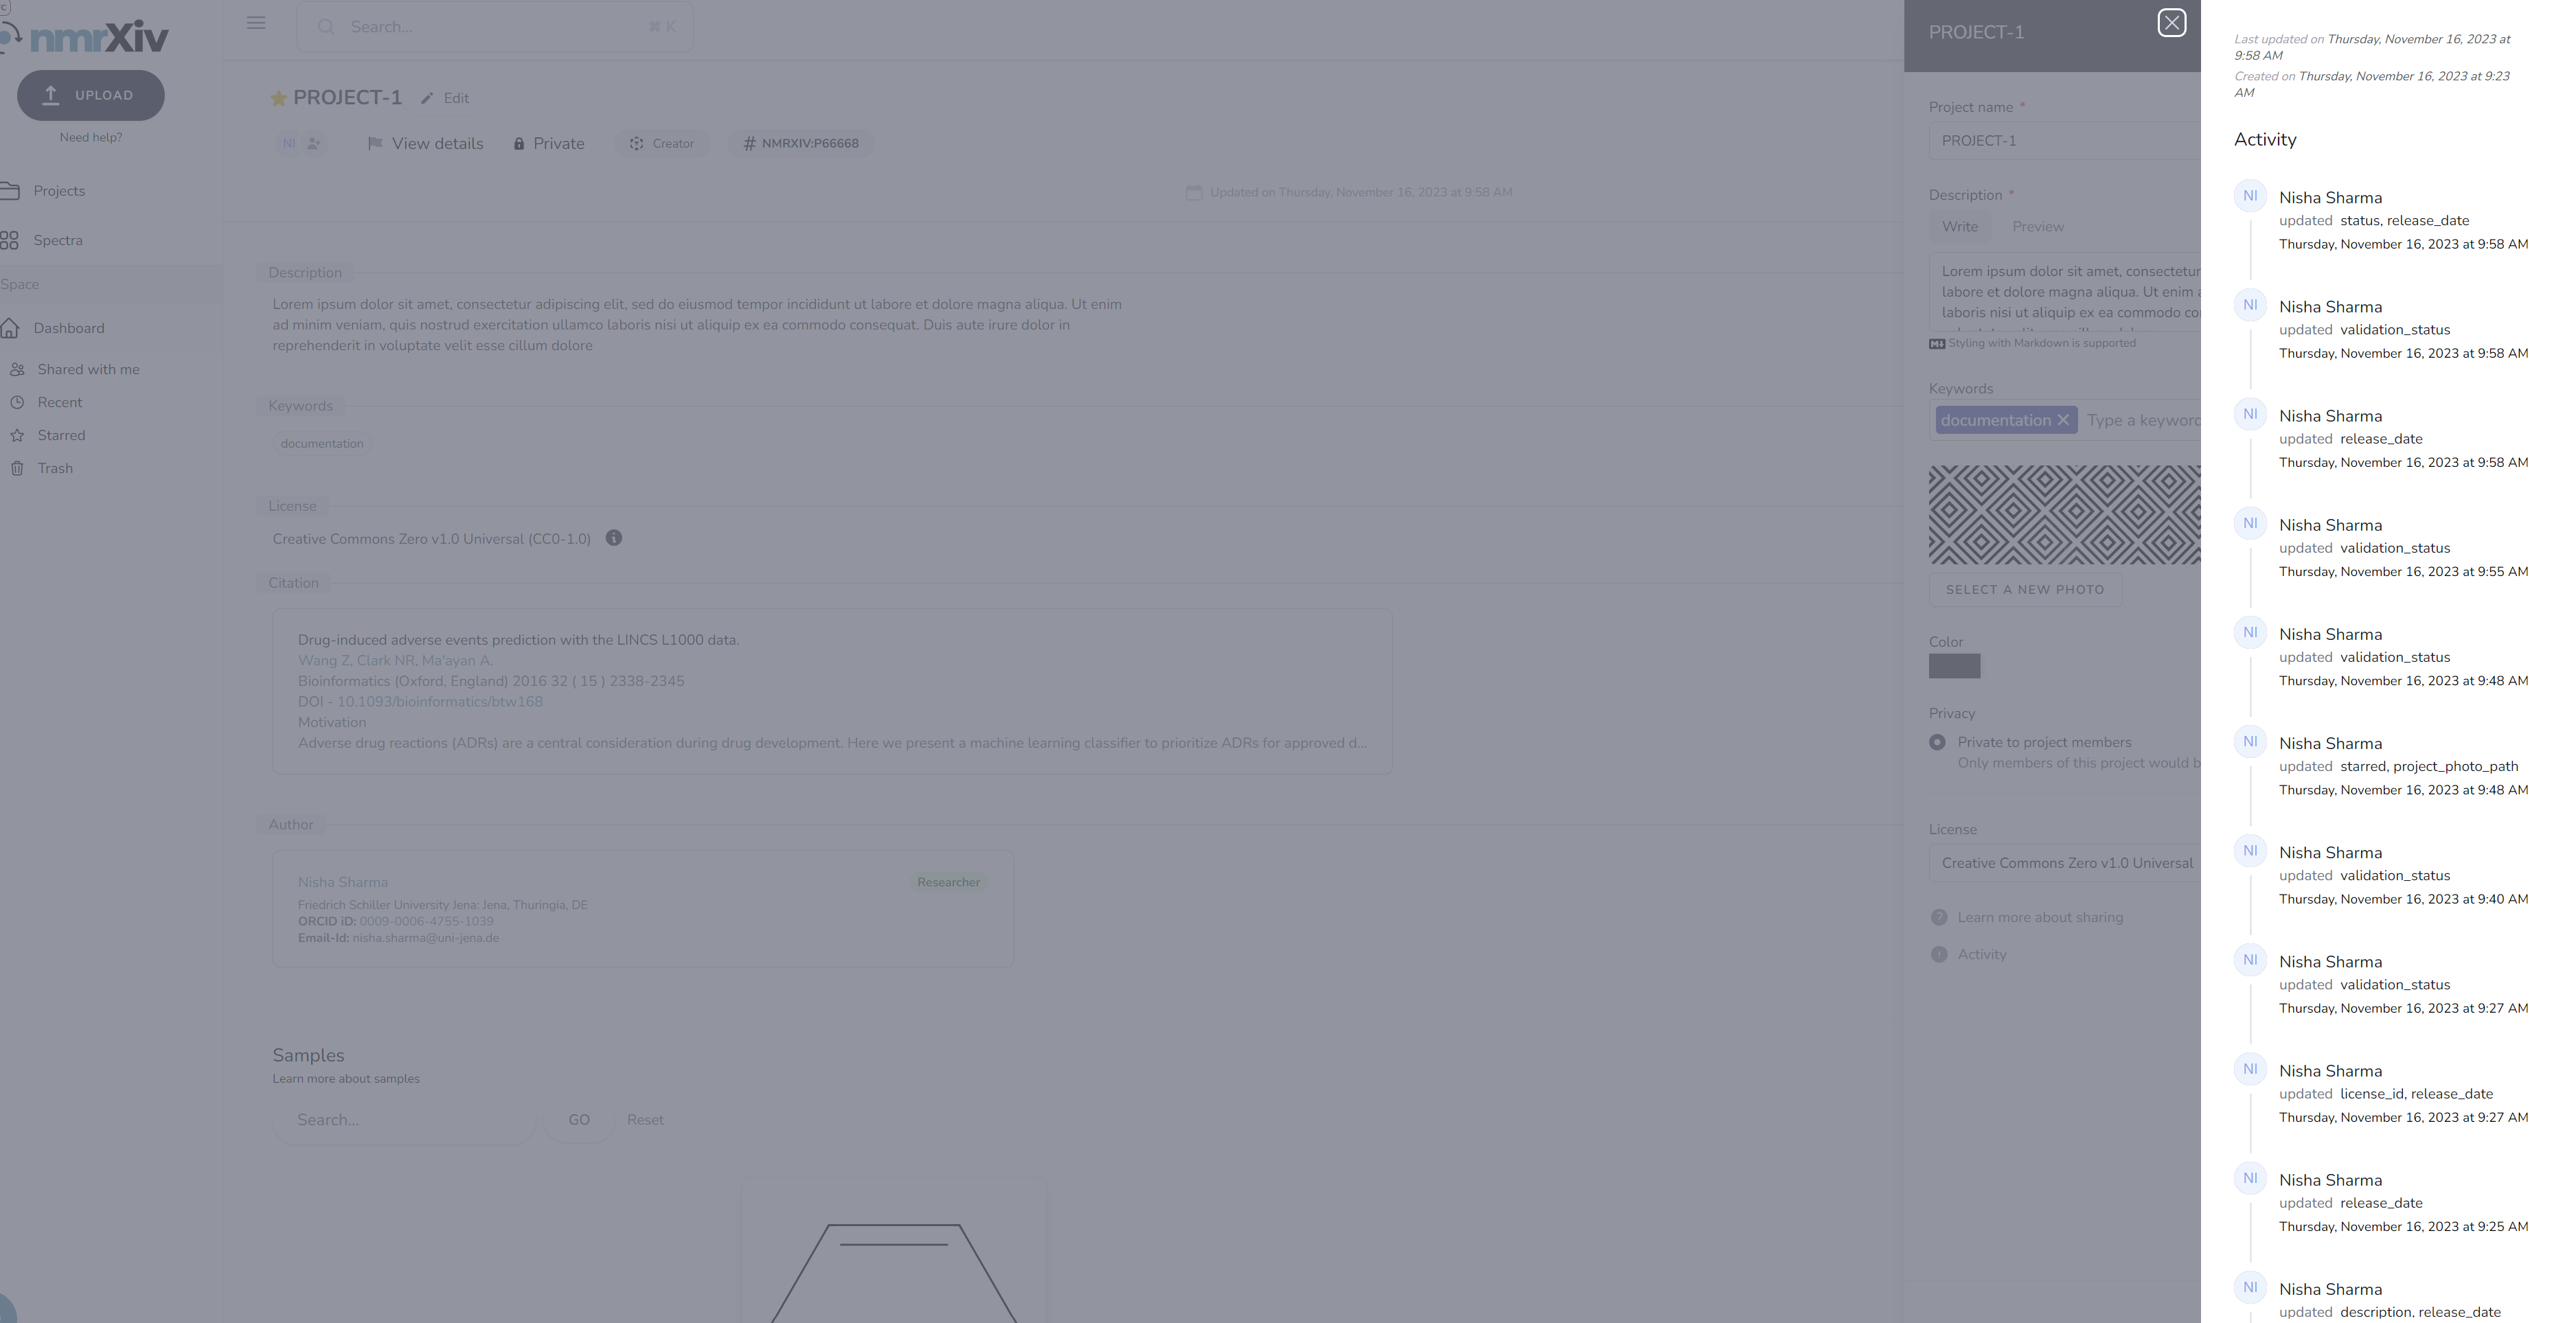 nmrXiv
UPLOAD
Need help?
Projects
Spectra
Space
Dashboard
Shared with me
Recent
Starred
Trash
Search...
⌘ K
PROJECT-1
Edit
NI
View details
Private
Creator
# NMRXIV:P66668
Updated on Thursday, November 16, 2023 at 9:58 AM
Description
Lorem ipsum dolor sit amet, consectetur adipiscing elit, sed do eiusmod tempor incididunt ut labore et dolore magna aliqua. Ut enim
ad minim veniam, quis nostrud exercitation ullamco laboris nisi ut aliquip ex ea commodo consequat. Duis aute irure dolor in
reprehenderit in voluptate velit esse cillum dolore
Keywords
documentation
License
Creative Commons Zero v1.0 Universal (CC0-1.0)
Citation
Drug-induced adverse events prediction with the LINCS L1000 data.
Wang Z, Clark NR, Ma'ayan A.
Bioinformatics (Oxford, England) 2016 32 ( 15 ) 2338-2345
DOI - 10.1093/bioinformatics/btw168
Motivation
Adverse drug reactions (ADRs) are a central consideration during drug development. Here we present a machine learning classifier to prioritize ADRs for approved d...
Author
Nisha Sharma
Researcher
Friedrich Schiller University Jena: Jena, Thuringia, DE
ORCID iD: 0009-0006-4755-1039
Email-Id: nisha.sharma@uni-jena.de
Samples
Learn more about samples
Search...
GO
Reset
PROJECT-1
Project name *
PROJECT-1
Description *
Write
Preview
Lorem ipsum dolor sit amet, consectetur
labore et dolore magna aliqua. Ut enim a
laboris nisi ut aliquip ex ea commodo co
Styling with Markdown is supported
Keywords
documentation
Type a keyword
SELECT A NEW PHOTO
Color
Privacy
Private to project members
Only members of this project would b
License
Creative Commons Zero v1.0 Universal
Learn more about sharing
Activity
Last updated on Thursday, November 16, 2023 at
9:58 AM
Created on Thursday, November 16, 2023 at 9:23
AM
Activity
NI
Nisha Sharma
updated status, release_date
Thursday, November 16, 2023 at 9:58 AM
NI
Nisha Sharma
updated validation_status
Thursday, November 16, 2023 at 9:58 AM
NI
Nisha Sharma
updated release_date
Thursday, November 16, 2023 at 9:58 AM
NI
Nisha Sharma
updated validation_status
Thursday, November 16, 2023 at 9:55 AM
NI
Nisha Sharma
updated validation_status
Thursday, November 16, 2023 at 9:48 AM
NI
Nisha Sharma
updated starred, project_photo_path
Thursday, November 16, 2023 at 9:48 AM
NI
Nisha Sharma
updated validation_status
Thursday, November 16, 2023 at 9:40 AM
NI
Nisha Sharma
updated validation_status
Thursday, November 16, 2023 at 9:27 AM
NI
Nisha Sharma
updated license_id, release_date
Thursday, November 16, 2023 at 9:27 AM
NI
Nisha Sharma
updated release_date
Thursday, November 16, 2023 at 9:25 AM
NI
Nisha Sharma
updated description, release_date